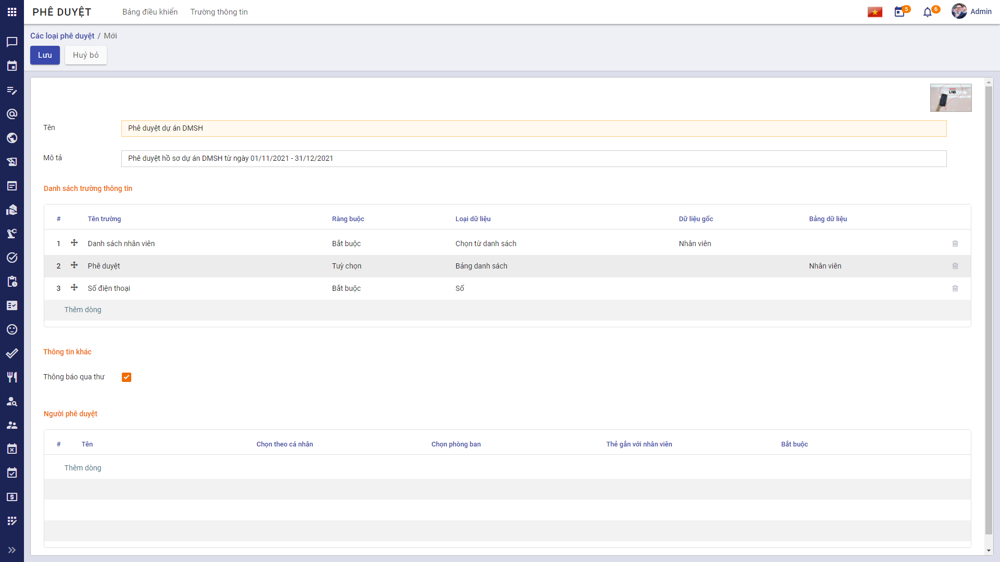 PHÊ DUYỆT Bảng điều khiển Trường thông tin 5 6 Admin
Các loại phê duyệt / Mới
Lưu Huỷ bỏ
LAB
Tên Phê duyệt dự án DMSH
Mô tả Phê duyệt hồ sơ dự án DMSH từ ngày 01/11/2021 - 31/12/2021
Danh sách trường thông tin
# Tên trường Ràng buộc Loại dữ liệu Dữ liệu gốc Bảng dữ liệu
1 Danh sách nhân viên Bắt buộc Chọn từ danh sách Nhân viên
2 Phê duyệt Tuỳ chọn Bảng danh sách Nhân viên
3 Số điện thoại Bắt buộc Số
Thêm dòng
Thông tin khác
Thông báo qua thư
Người phê duyệt
# Tên Chọn theo cá nhân Chọn phòng ban Thẻ gắn với nhân viên Bắt buộc
Thêm dòng